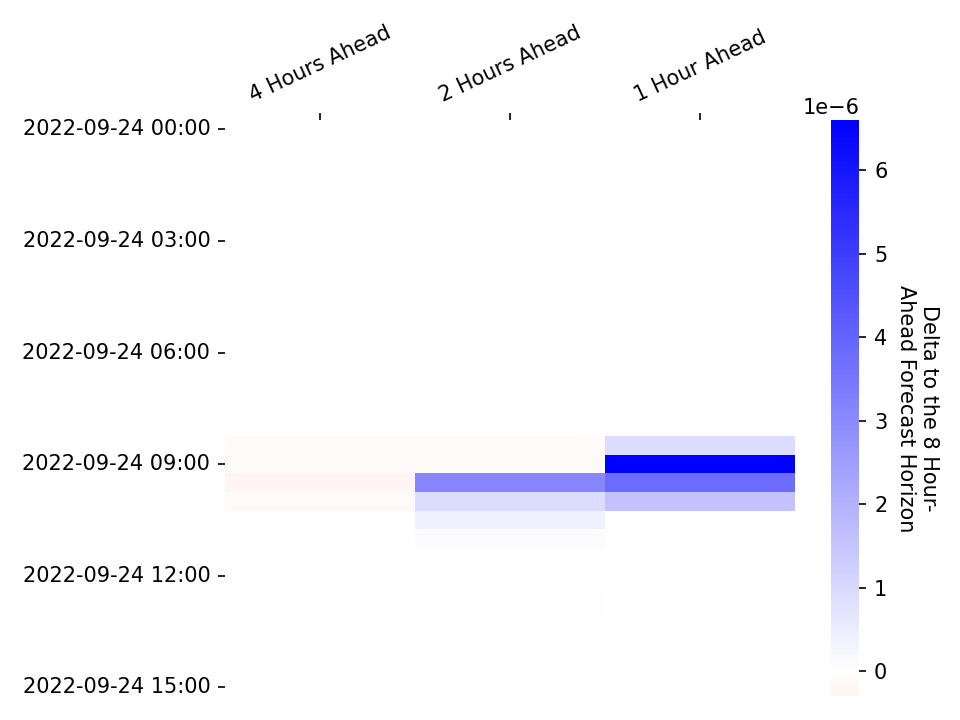 4 Hours Ahead
2 Hours Ahead
1 Hour Ahead
1e−6
2022-09-24 00:00
2022-09-24 03:00
2022-09-24 06:00
2022-09-24 09:00
2022-09-24 12:00
2022-09-24 15:00
6
5
4
3
2
1
0
Delta to the 8 Hour-
Ahead Forecast Horizon